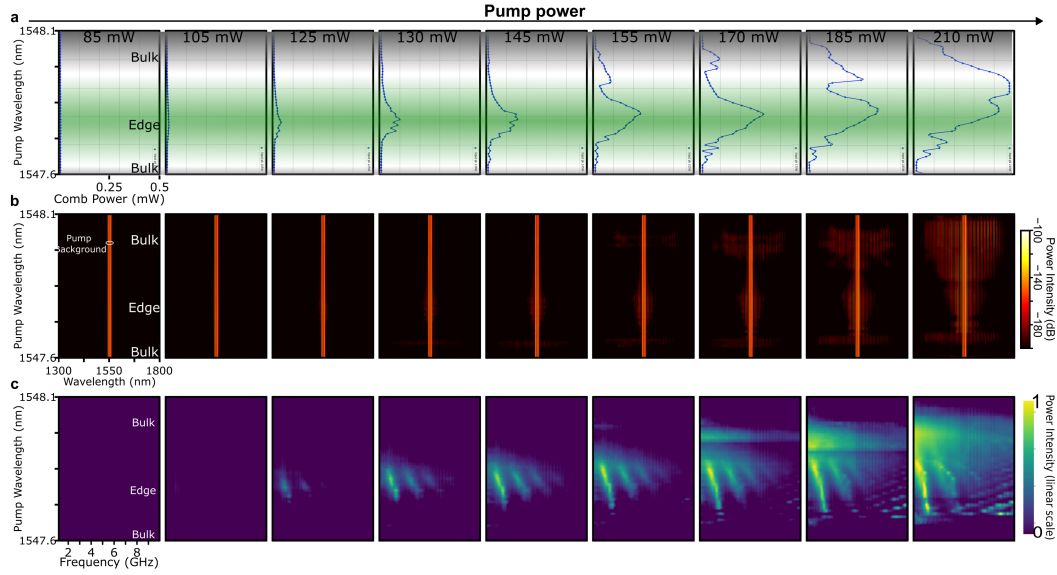 Pump power
a
1548.1
85 mW
105 mW
125 mW
130 mW
145 mW
155 mW
170 mW
185 mW
210 mW
Bulk
Edge
Bulk
1547.6
Pump Wavelength (nm)
0.25
0.5
Comb Power (mW)
b
1548.1
Pump
Background
Bulk
Edge
Bulk
1547.6
Pump Wavelength (nm)
1300
1550
1800
Wavelength (nm)
−100
−140
−180
Power Intensity (dB)
c
1548.1
Bulk
Edge
Bulk
1547.6
Pump Wavelength (nm)
2
4
6
8
Frequency (GHz)
1
0
Power Intensity (linear scale)